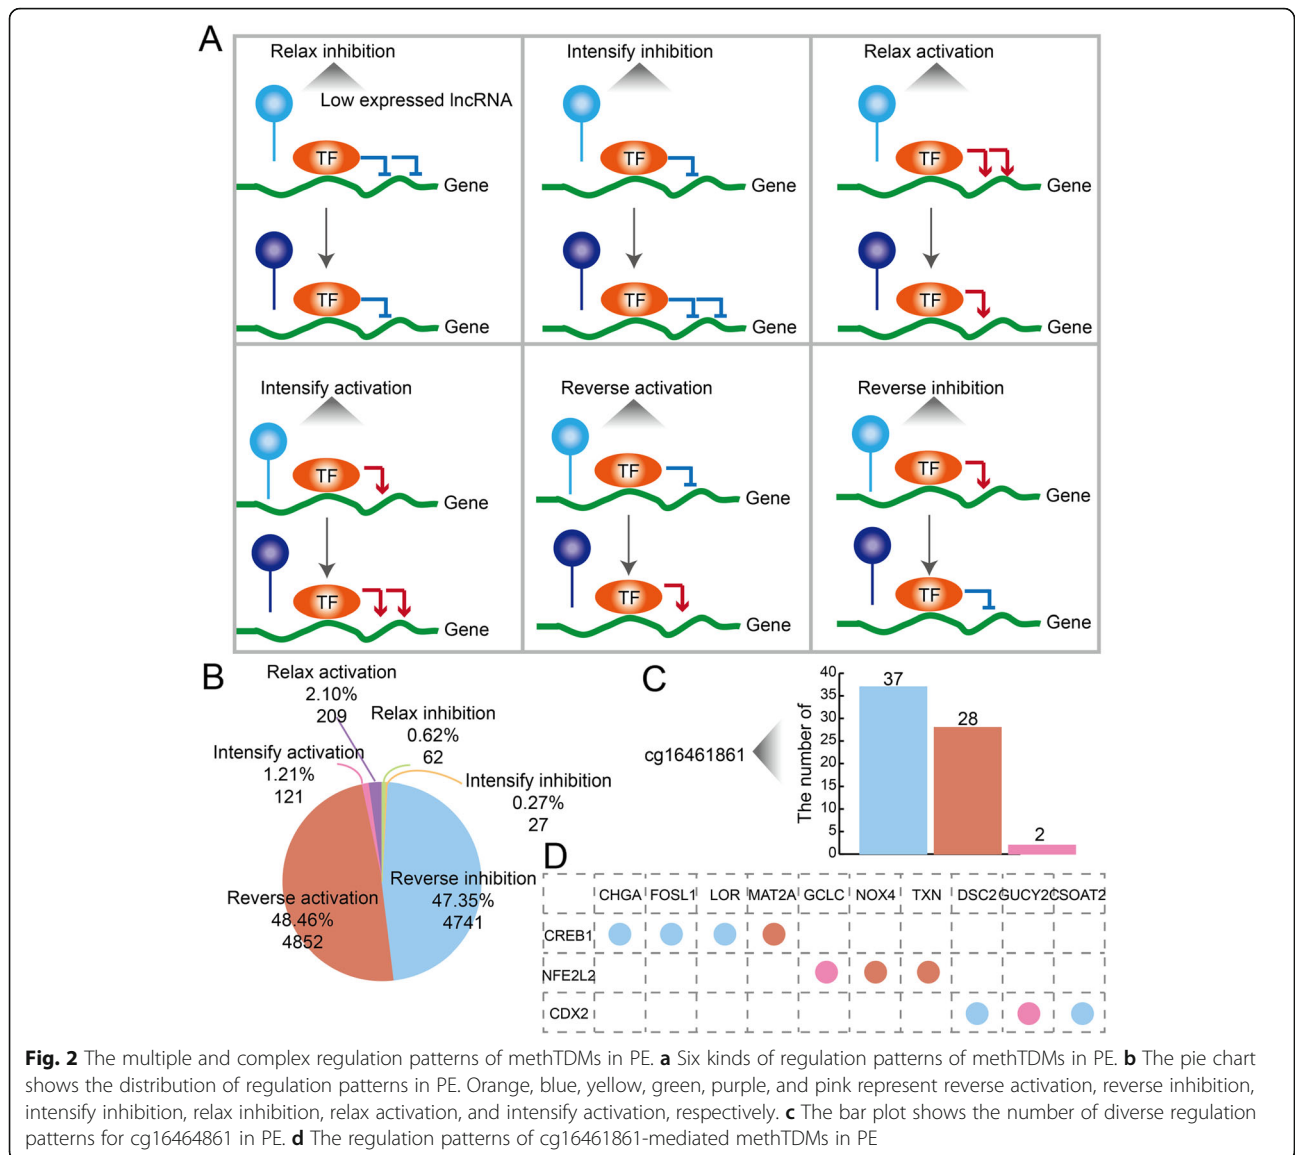 A
Relax inhibition
Low expressed lncRNA
TF
Gene
TF
Gene
Intensify inhibition
TF
Gene
TF
Gene
Relax activation
TF
Gene
TF
Gene
Intensify activation
TF
Gene
TF
Gene
Reverse activation
TF
Gene
TF
Gene
Reverse inhibition
TF
Gene
TF
Gene
B
Relax activation
2.10%
209
Relax inhibition
0.62%
62
Intensify activation
1.21%
121
Intensify inhibition
0.27%
27
Reverse inhibition
47.35%
4741
Reverse activation
48.46%
4852
C
cg16461861
The number of
40
35
30
25
20
15
10
5
0
37
28
2
D
CHGA FOSL1 LOR MAT2A GCLC NOX4 TXN DSC2 GUCY2C SOAT2
CREB1
NFE2L2
CDX2
Fig. 2 The multiple and complex regulation patterns of methTDMs in PE. a Six kinds of regulation patterns of methTDMs in PE. b The pie chart
shows the distribution of regulation patterns in PE. Orange, blue, yellow, green, purple, and pink represent reverse activation, reverse inhibition,
intensify inhibition, relax inhibition, relax activation, and intensify activation, respectively. c The bar plot shows the number of diverse regulation
patterns for cg16464861 in PE. d The regulation patterns of cg16461861-mediated methTDMs in PE